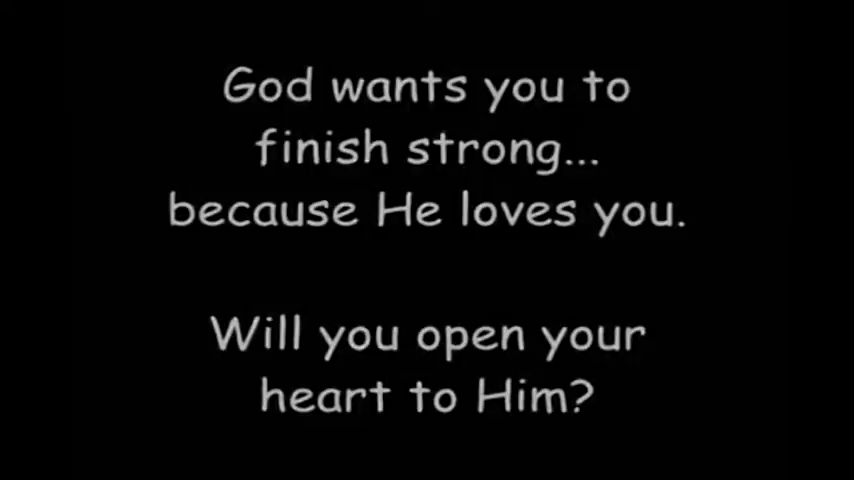 God wants you to
finish strong...
because He loves you.
Will you open your
heart to Him?